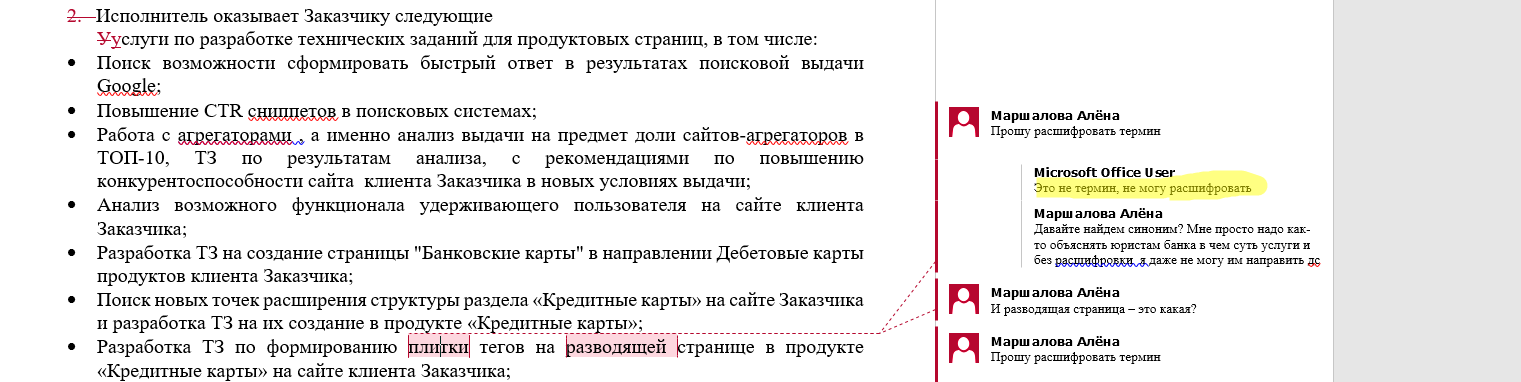 2. Исполнитель оказывает Заказчику следующие
Ууслуги по разработке технических заданий для продуктовых страниц, в том числе:
• Поиск возможности сформировать быстрый ответ в результатах поисковой выдачи
Google;
• Повышение CTR сниппетов в поисковых системах;
• Работа с агрегаторами , а именно анализ выдачи на предмет доли сайтов-агрегаторов в
ТОП-10, ТЗ по результатам анализа, с рекомендациями по повышению
конкурентоспособности сайта клиента Заказчика в новых условиях выдачи;
• Анализ возможного функционала удерживающего пользователя на сайте клиента
Заказчика;
• Разработка ТЗ на создание страницы "Банковские карты" в направлении Дебетовые карты
продуктов клиента Заказчика;
• Поиск новых точек расширения структуры раздела «Кредитные карты» на сайте Заказчика
и разработка ТЗ на их создание в продукте «Кредитные карты»;
• Разработка ТЗ по формированию плитки тегов на разводящей странице в продукте
«Кредитные карты» на сайте клиента Заказчика;
Маршалова Алёна
Прошу расшифровать термин
Microsoft Office User
Это не термин, не могу расшифровать
Маршалова Алёна
Давайте найдем синоним? Мне просто надо как-
то объяснять юристам банка в чем суть услуги и
без расшифровки я даже не могу им направить дс
Маршалова Алёна
И разводящая страница – это какая?
Маршалова Алёна
Прошу расшифровать термин